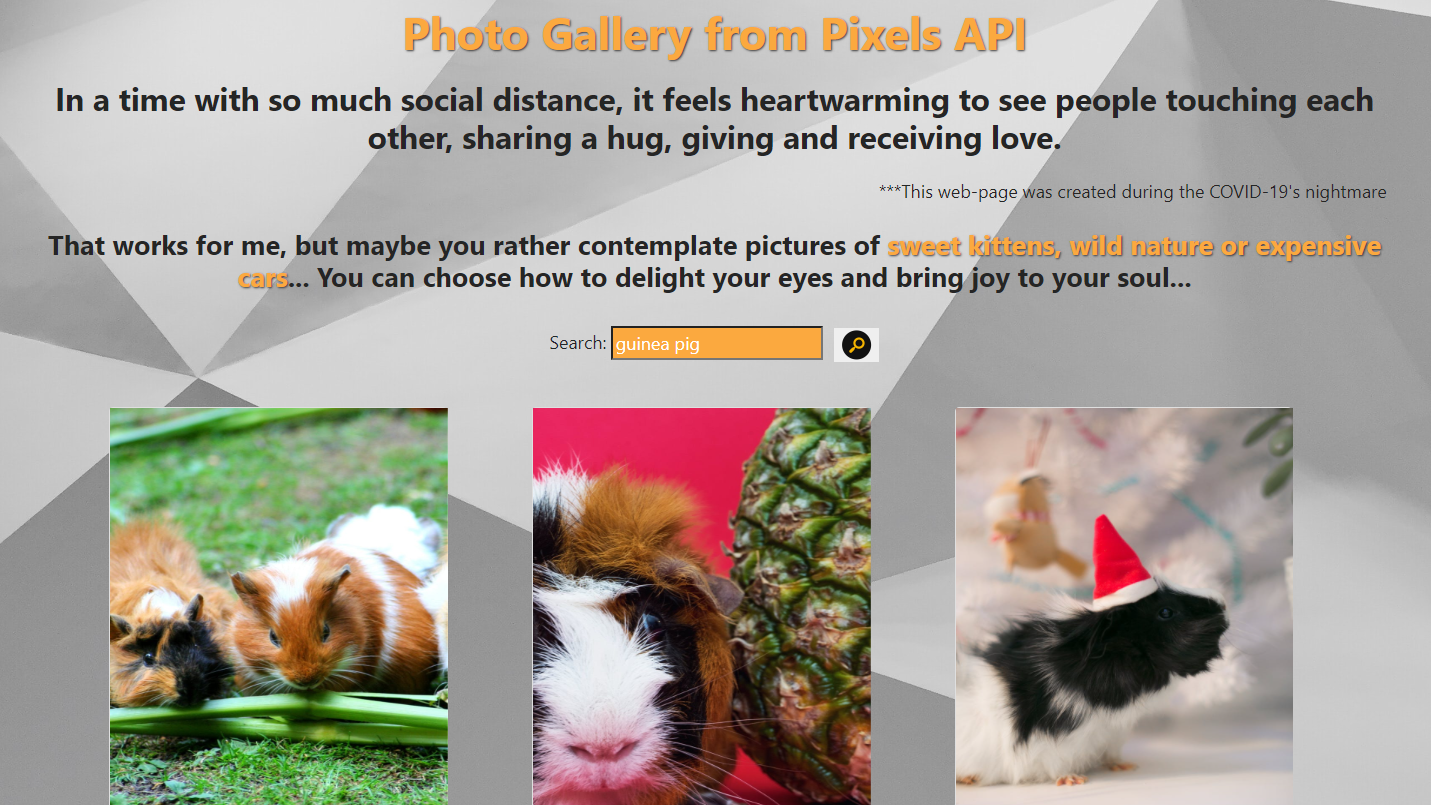 Photo Gallery from Pixels API
In a time with so much social distance, it feels heartwarming to see people touching each
other, sharing a hug, giving and receiving love.
***This web-page was created during the COVID-19's nightmare
That works for me, but maybe you rather contemplate pictures of sweet kittens, wild nature or expensive
cars... You can choose how to delight your eyes and bring joy to your soul...
Search: guinea pig